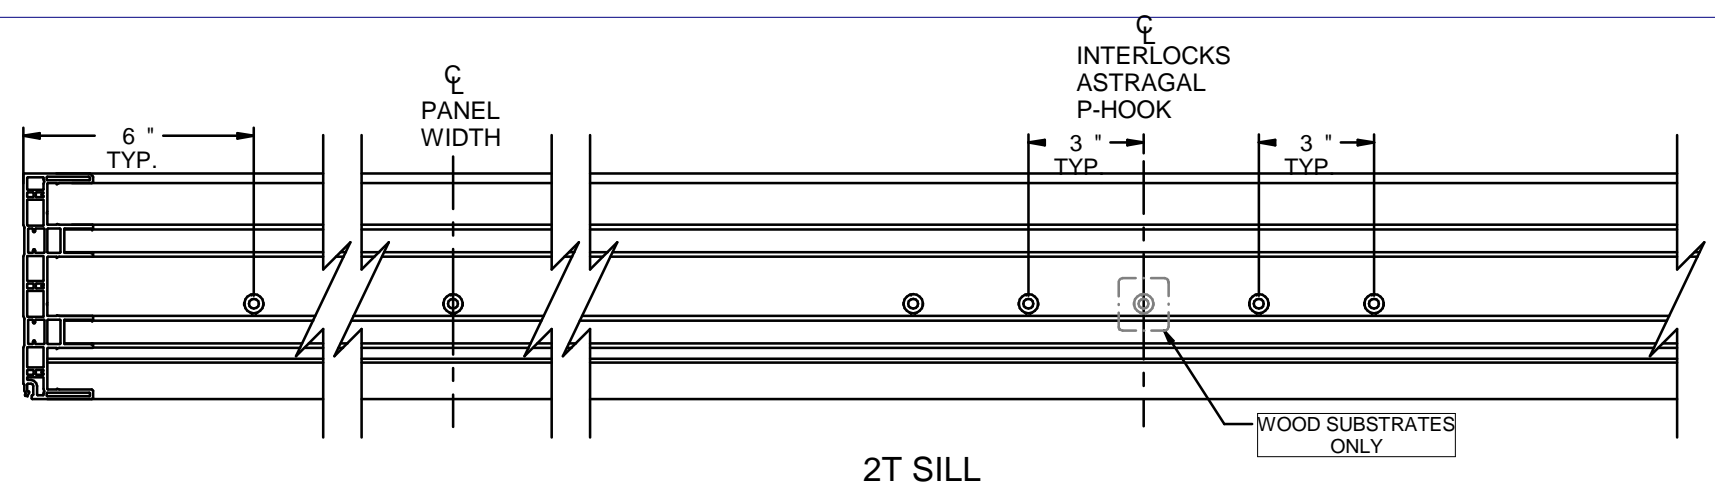 ℄
INTERLOCKS
ASTRAGAL
P-HOOK
℄
PANEL
WIDTH
6 "
TYP.
3 "
TYP.
3 "
TYP.
WOOD SUBSTRATES
ONLY
2T SILL